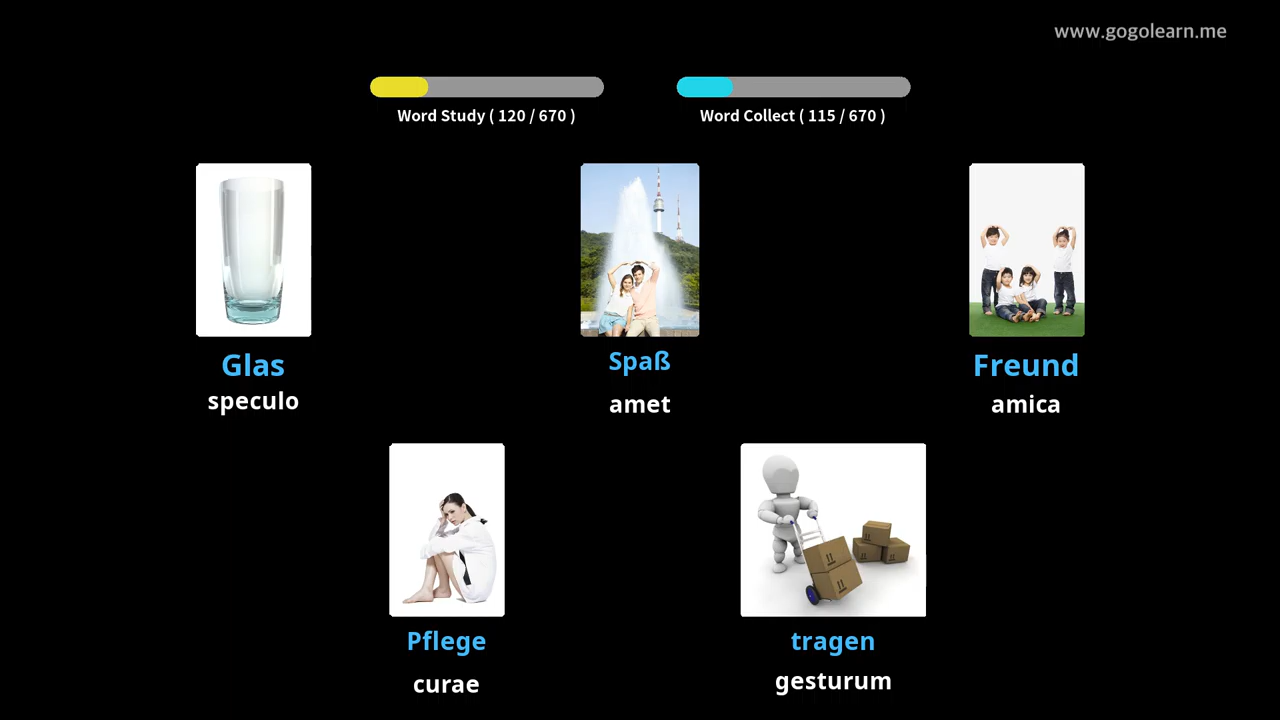 www.gogolearn.me
Word Study ( 120 / 670 )
Word Collect ( 115 / 670 )
Glas
speculo
Spaß
amet
Freund
amica
Pflege
curae
tragen
gesturum